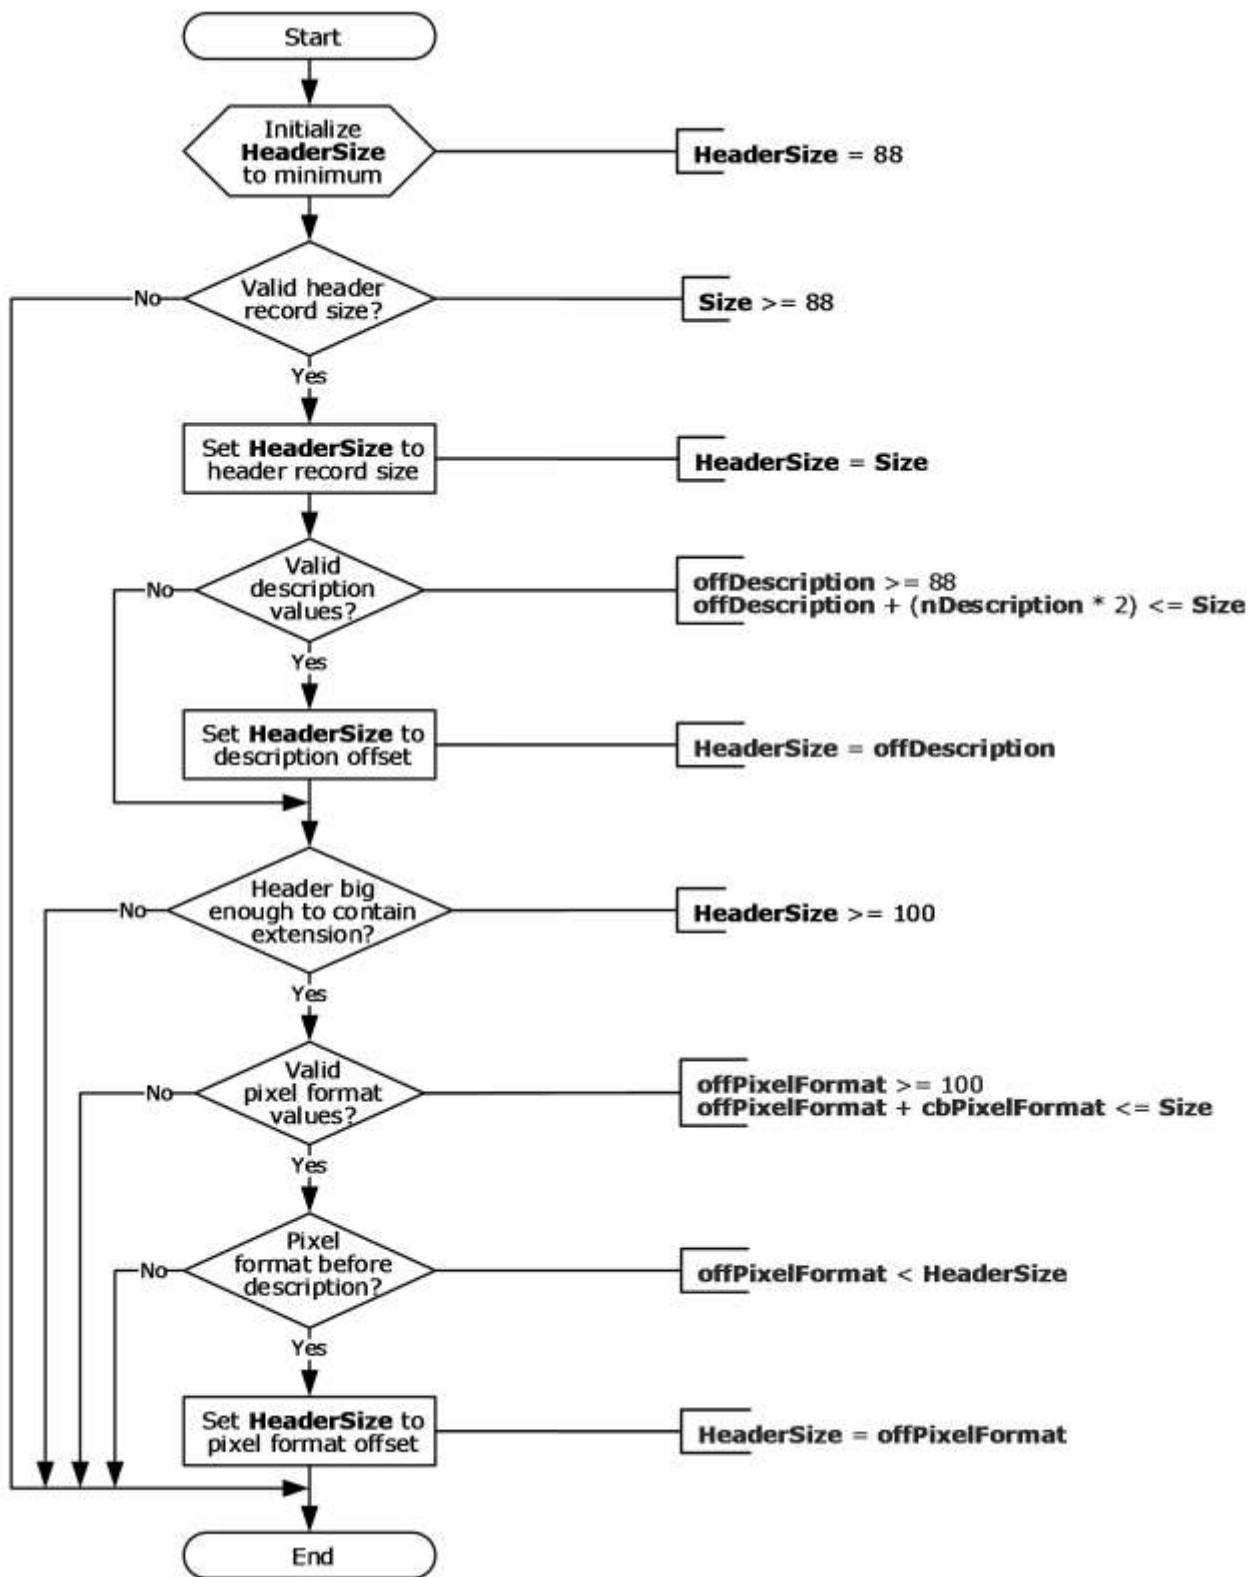 Start
Initialize
HeaderSize
to minimum
HeaderSize = 88
Valid header
record size?
No
Size >= 88
Yes
Set HeaderSize to
header record size
HeaderSize = Size
Valid
description
values?
No
offDescription >= 88
offDescription + (nDescription * 2) <= Size
Yes
Set HeaderSize to
description offset
HeaderSize = offDescription
Header big
enough to contain
extension?
No
HeaderSize >= 100
Yes
Valid
pixel format
values?
No
offPixelFormat >= 100
offPixelFormat + cbPixelFormat <= Size
Yes
Pixel
format before
description?
No
offPixelFormat < HeaderSize
Yes
Set HeaderSize to
pixel format offset
HeaderSize = offPixelFormat
End